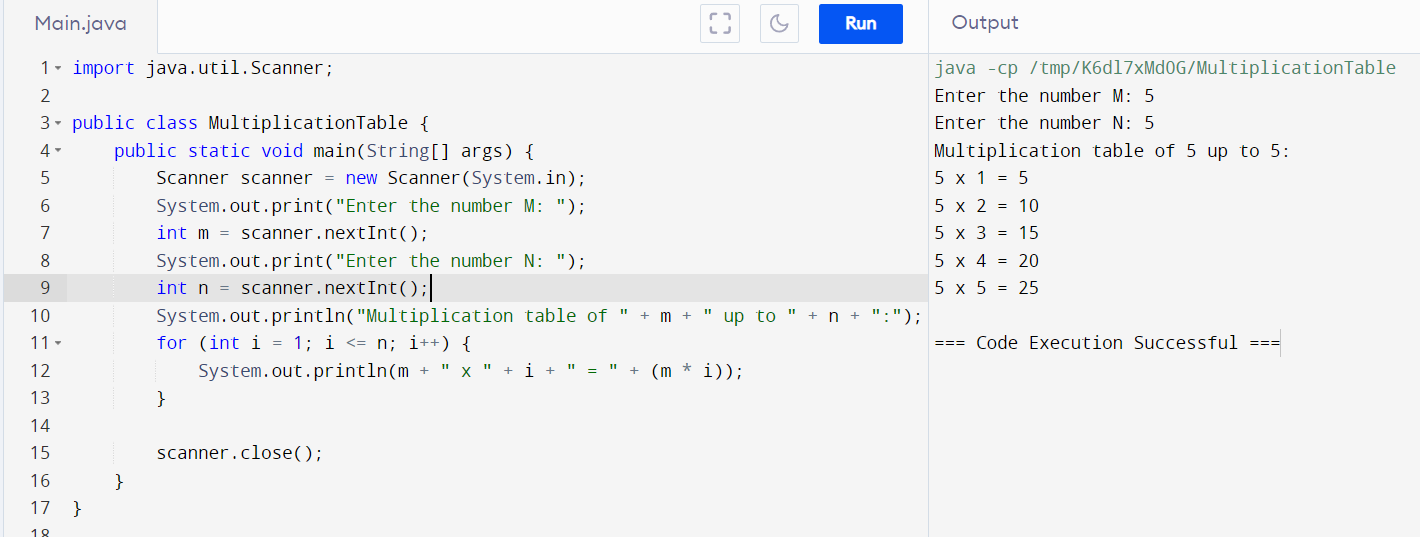 Main.java
Run
Output
1 import java.util.Scanner;
2
3 public class MultiplicationTable {
4     public static void main(String[] args) {
5         Scanner scanner = new Scanner(System.in);
6         System.out.print("Enter the number M: ");
7         int m = scanner.nextInt();
8         System.out.print("Enter the number N: ");
9         int n = scanner.nextInt();
10         System.out.println("Multiplication table of " + m + " up to " + n + ":");
11         for (int i = 1; i <= n; i++) {
12             System.out.println(m + " x " + i + " = " + (m * i));
13         }
14
15         scanner.close();
16     }
17 }
18
java -cp /tmp/K6dl7xMdOG/MultiplicationTable
Enter the number M: 5
Enter the number N: 5
Multiplication table of 5 up to 5:
5 x 1 = 5
5 x 2 = 10
5 x 3 = 15
5 x 4 = 20
5 x 5 = 25
=== Code Execution Successful ===